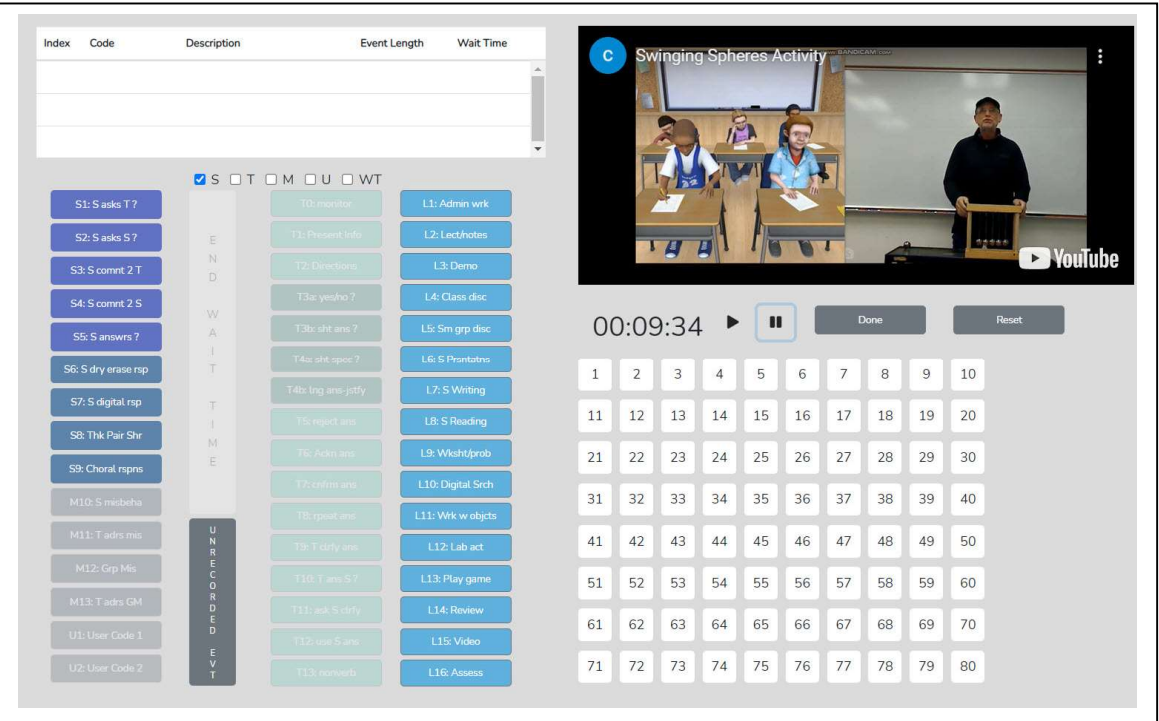 Index Code Description Event Length Wait Time
S T M U WT
S1: S asks T ?
S2: S asks S ?
S3: S comnt 2 T
S4: S comnt 2 S
S5: S answrs ?
S6: S dry erase rsp
S7: S digital rsp
S8: Thk Pair Shr
S9: Choral rspns
M10: S misbeha
M11: T adrs mis
M12: Grp Mis
M13: T adrs GM
U1: User Code 1
U2: User Code 2
END WAIT TIME
UNRECORDED EVT
T0: monitor
T1: Present Info
T2: Directions
T3a: yes/no ?
T3b: sht ans ?
T4a: sht spec ?
T4b: lng ans-jstfy
T5: reject ans
T6: Ackn ans
T7: cnfrm ans
T8: rpeat ans
T9: T clrfy ans
T10: T ans S ?
T11: ask S clrfy
T12: use S ans
T13: nonverb
L1: Admin wrk
L2: Lect/notes
L3: Demo
L4: Class disc
L5: Sm grp disc
L6: S Prsntatns
L7: S Writing
L8: S Reading
L9: Wksht/prob
L10: Digital Srch
L11: Wrk w objcts
L12: Lab act
L13: Play game
L14: Review
L15: Video
L16: Assess
C Swinging Spheres Activity
22
YouTube
00:09:34 Done Reset
1 2 3 4 5 6 7 8 9 10
11 12 13 14 15 16 17 18 19 20
21 22 23 24 25 26 27 28 29 30
31 32 33 34 35 36 37 38 39 40
41 42 43 44 45 46 47 48 49 50
51 52 53 54 55 56 57 58 59 60
61 62 63 64 65 66 67 68 69 70
71 72 73 74 75 76 77 78 79 80